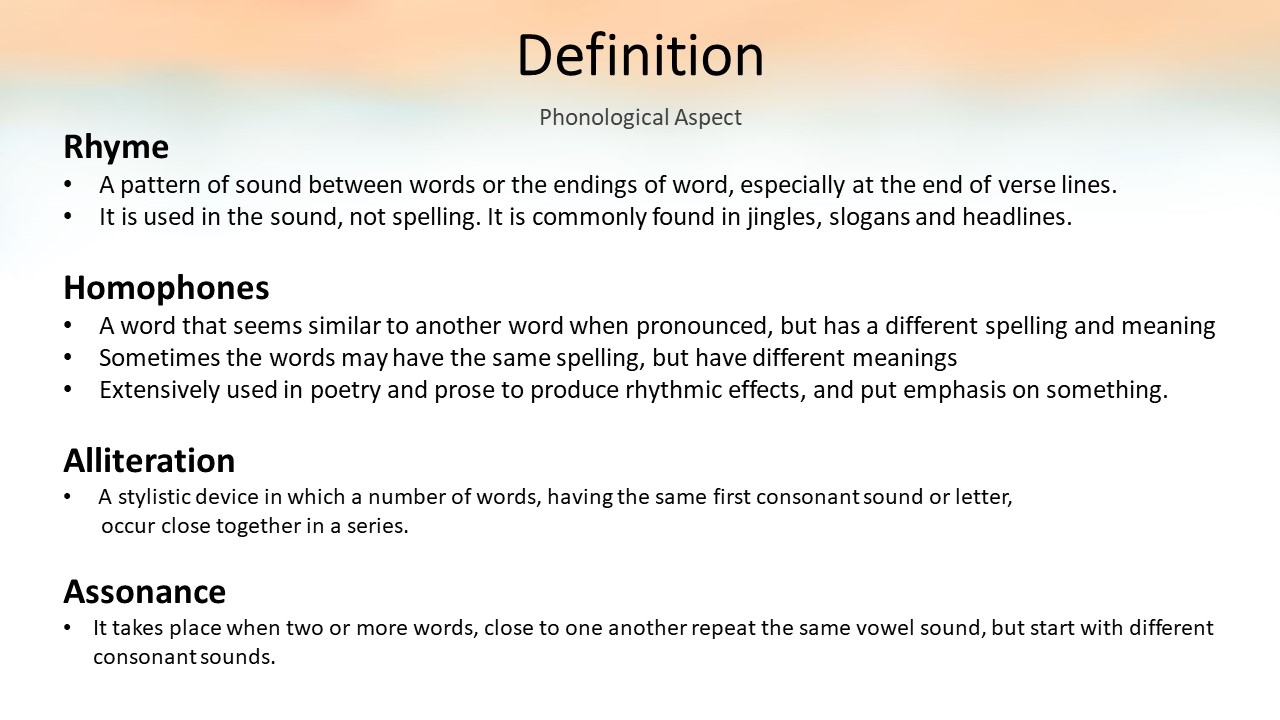 Definition
Phonological Aspect
Rhyme
• A pattern of sound between words or the endings of word, especially at the end of verse lines.
• It is used in the sound, not spelling. It is commonly found in jingles, slogans and headlines.
Homophones
• A word that seems similar to another word when pronounced, but has a different spelling and meaning
• Sometimes the words may have the same spelling, but have different meanings
• Extensively used in poetry and prose to produce rhythmic effects, and put emphasis on something.
Alliteration
• A stylistic device in which a number of words, having the same first consonant sound or letter,
occur close together in a series.
Assonance
• It takes place when two or more words, close to one another repeat the same vowel sound, but start with different
consonant sounds.